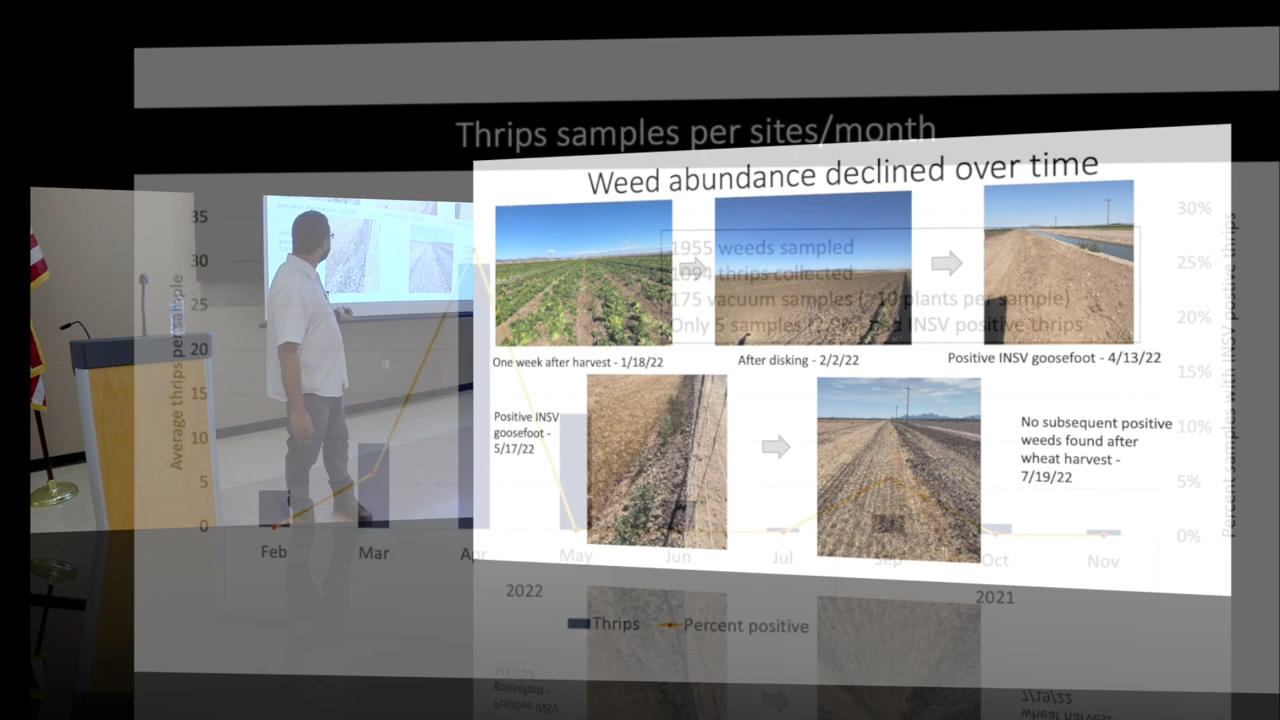 Thrips samples per sites/month
Weed abundance declined over time
1955 weeds sampled
1094 thrips collected
175 vacuum samples (~10 plants per sample)
Only 5 samples (2.9%) had INSV positive thrips
One week after harvest - 1/18/22
After disking - 2/2/22
Positive INSV goosefoot - 4/13/22
Positive INSV
goosefoot -
5/17/22
No subsequent positive
weeds found after
wheat harvest -
7/19/22
Average thrips per sample
35
30
25
20
15
10
5
0
30%
25%
20%
15%
10%
5%
0%
Percent samples with INSV postive thrips
Feb
Mar
Apr
May
Jun
Jul
Sep
Oct
Nov
2022
2021
Thrips
Percent positive